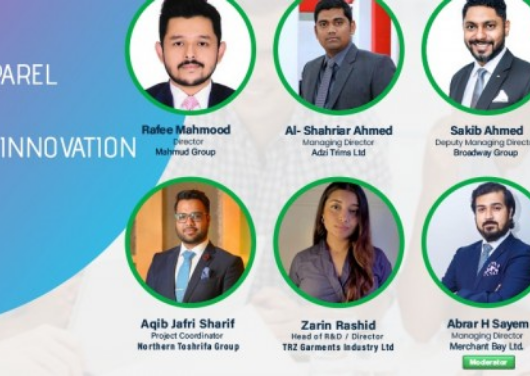 PAREL
INNOVATION
Rafee Mahmood
Director
Mahmud Group
Al- Shahriar Ahmed
Managing Director
Adzi Trims Ltd
Sakib Ahmed
Deputy Managing Direct
Broadway Group
Aqib Jafri Sharif
Project Coordinator
Northern Toshrifa Group
Zarin Rashid
Head of R&D / Director
TRZ Garments Industry Ltd
Abrar H Sayem
Managing Director
Merchant Bay Ltd.
Moderator